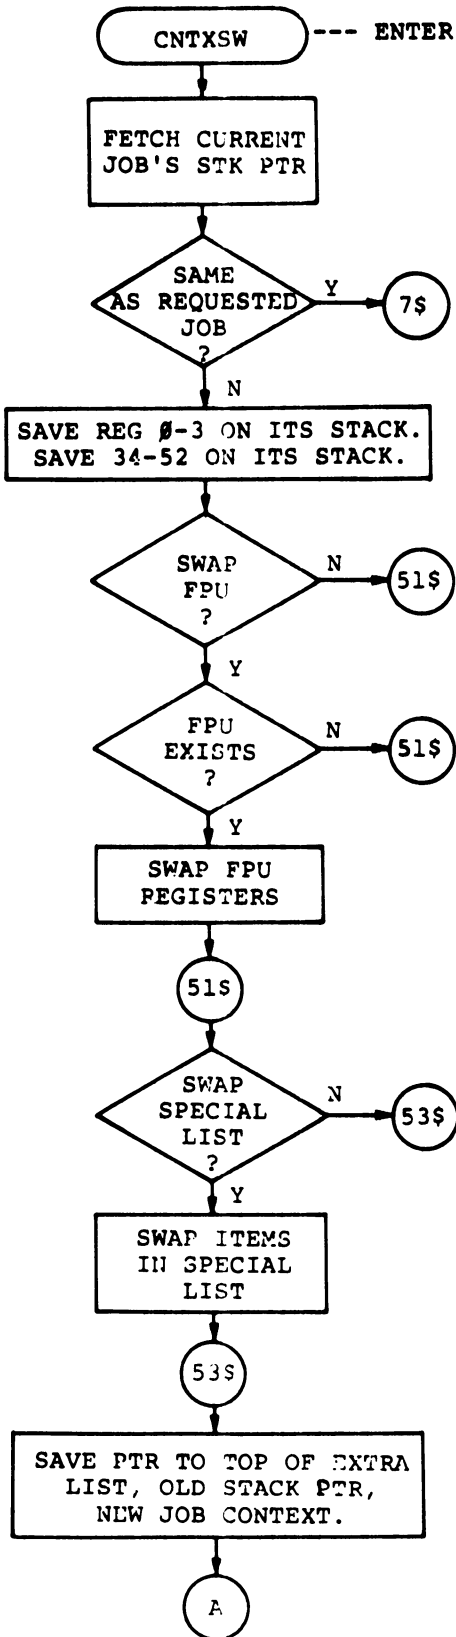 CNTXSW --- ENTER
FETCH CURRENT
JOB'S STK PTR
SAME
AS REQUESTED
JOB
?
Y
7$
N
SAVE REG Ø-3 ON ITS STACK.
SAVE 34-52 ON ITS STACK.
SWAP
FPU
?
N
51$
Y
FPU
EXISTS
?
N
51$
Y
SWAP FPU
REGISTERS
51$
SWAP
SPECIAL
LIST
?
N
53$
Y
SWAP ITEMS
IN SPECIAL
LIST
53$
SAVE PTR TO TOP OF EXTRA
LIST, OLD STACK PTR,
NEW JOB CONTEXT.
A